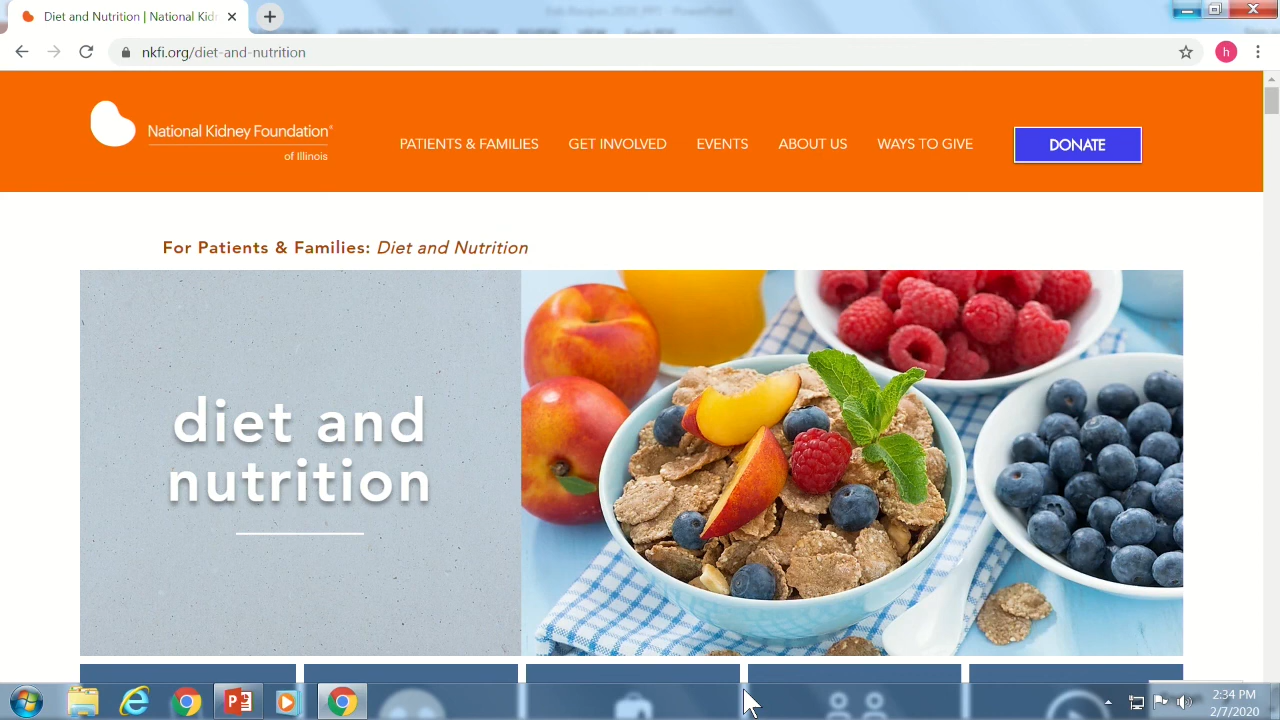 Diet and Nutrition | National Kid
nkfi.org/diet-and-nutrition
h
National Kidney Foundation®
of Illinois
PATIENTS & FAMILIES
GET INVOLVED
EVENTS
ABOUT US
WAYS TO GIVE
DONATE
For Patients & Families: Diet and Nutrition
diet and
nutrition
2:34 PM
2/7/2020